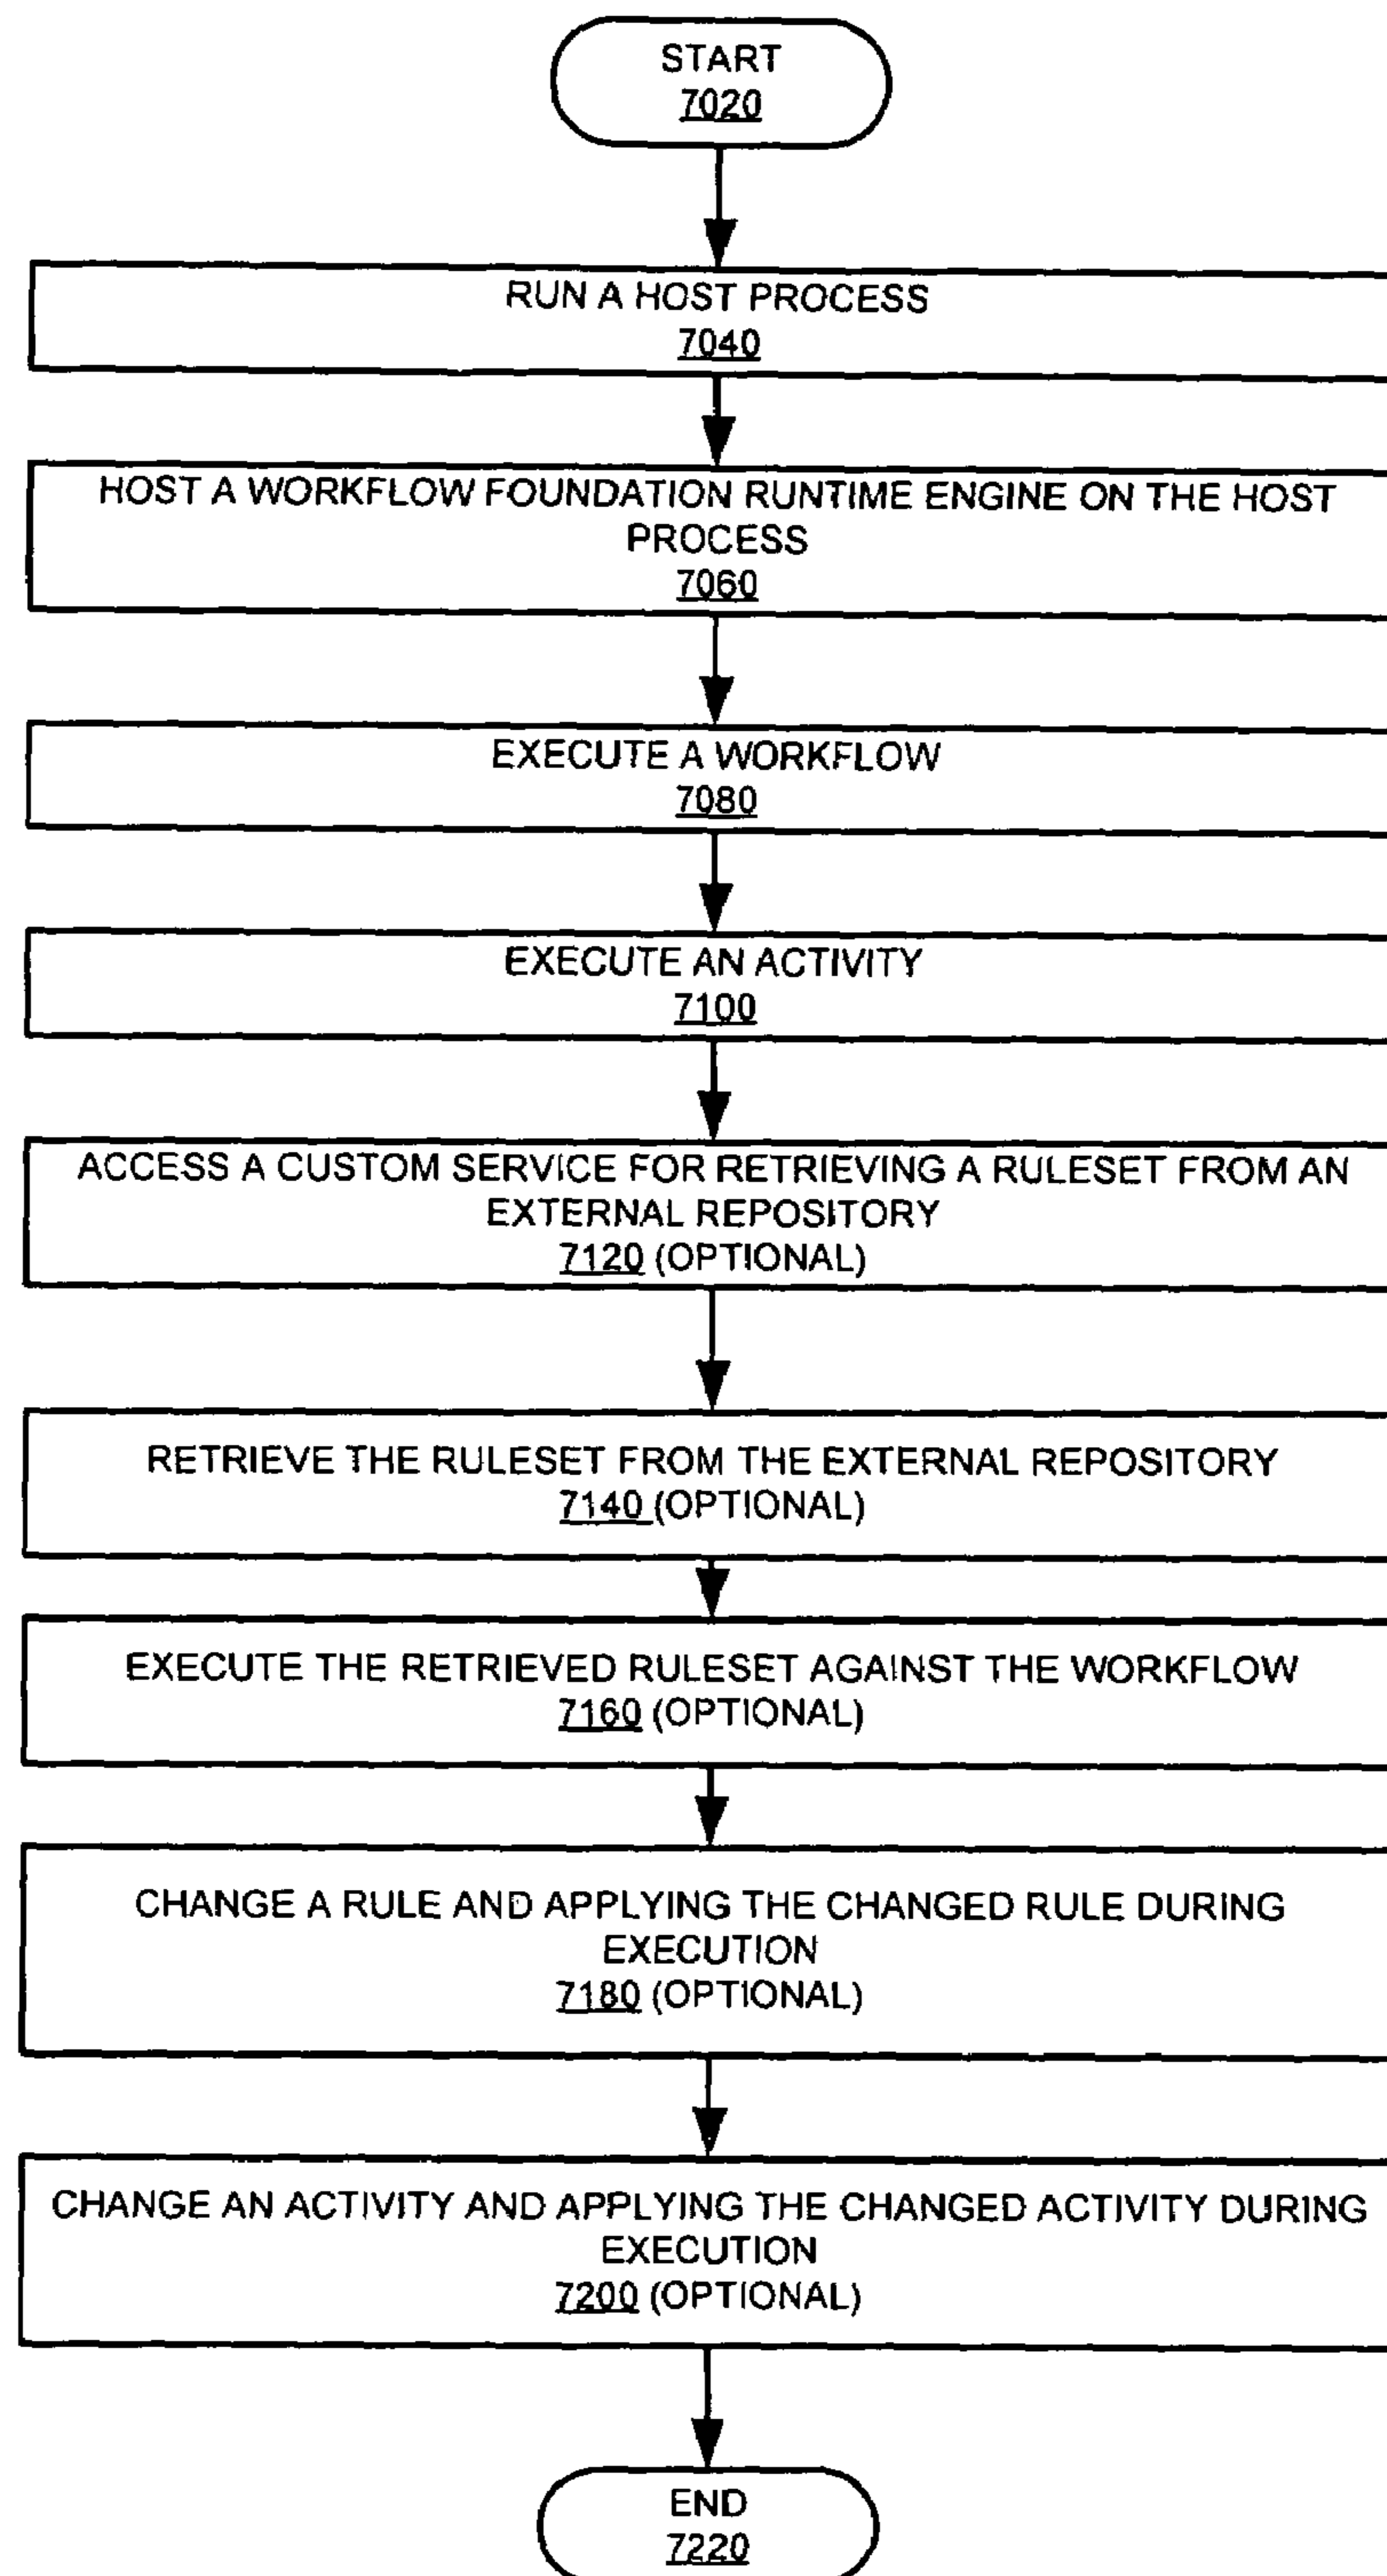 START
7020
RUN A HOST PROCESS
7040
HOST A WORKFLOW FOUNDATION RUNTIME ENGINE ON THE HOST
PROCESS
7060
EXECUTE A WORKFLOW
7080
EXECUTE AN ACTIVITY
7100
ACCESS A CUSTOM SERVICE FOR RETRIEVING A RULESET FROM AN
EXTERNAL REPOSITORY
7120 (OPTIONAL)
RETRIEVE THE RULESET FROM THE EXTERNAL REPOSITORY
7140 (OPTIONAL)
EXECUTE THE RETRIEVED RULESET AGAINST THE WORKFLOW
7160 (OPTIONAL)
CHANGE A RULE AND APPLYING THE CHANGED RULE DURING
EXECUTION
7180 (OPTIONAL)
CHANGE AN ACTIVITY AND APPLYING THE CHANGED ACTIVITY DURING
EXECUTION
7200 (OPTIONAL)
END
7220